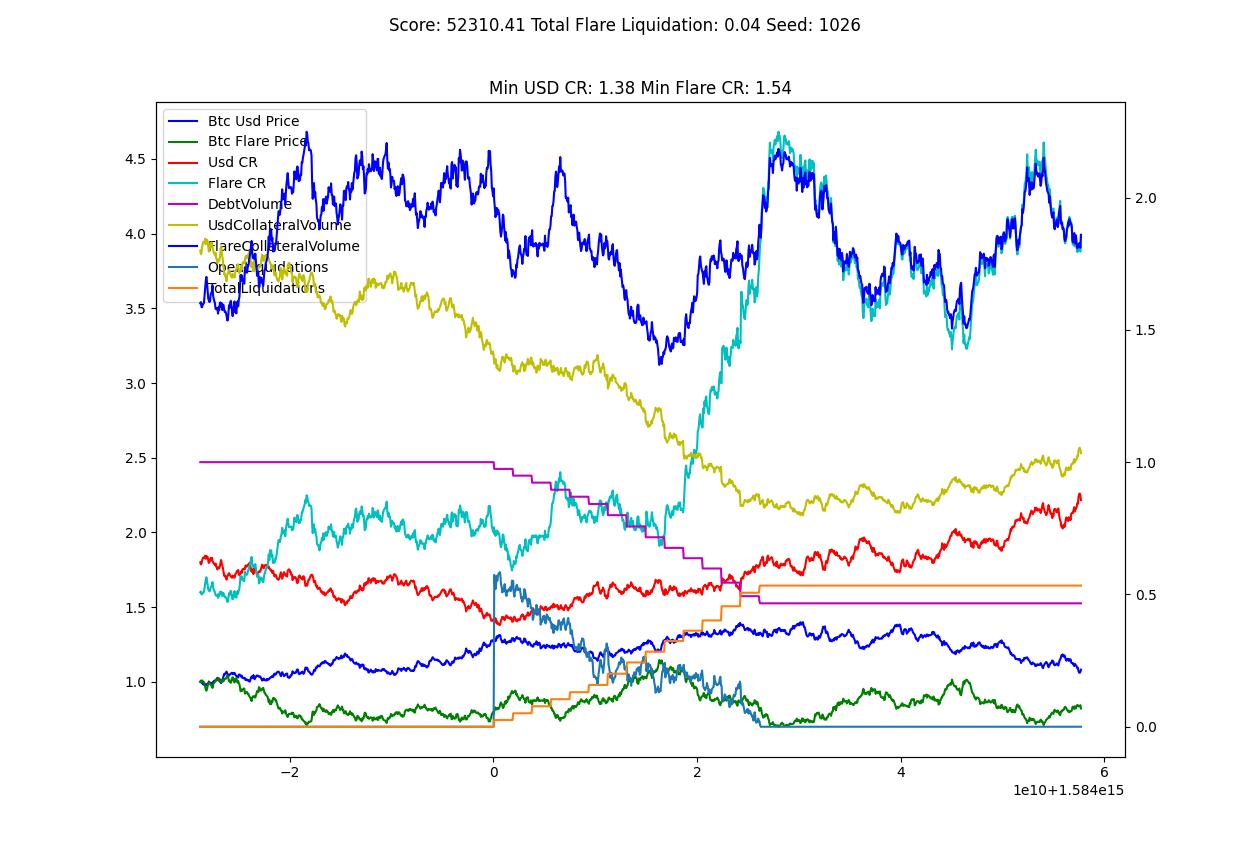 Score: 52310.41 Total Flare Liquidation: 0.04 Seed: 1026
Min USD CR: 1.38 Min Flare CR: 1.54
Btc Usd Price
Btc Flare Price
Usd CR
Flare CR
DebtVolume
UsdCollateralVolume
FlareCollateralVolume
OpenLiquidations
TotalLiquidations
4.5
4.0
3.5
3.0
2.5
2.0
1.5
1.0
2.0
1.5
1.0
0.5
0.0
−2
0
2
4
6
1e10+1.584e15